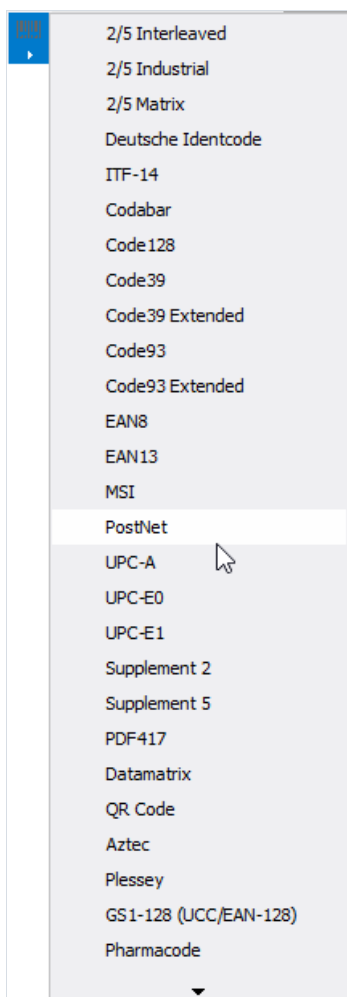 2/5 Interleaved
2/5 Industrial
2/5 Matrix
Deutsche Identcode
ITF-14
Codabar
Code128
Code39
Code39 Extended
Code93
Code93 Extended
EAN8
EAN13
MSI
PostNet
UPC-A
UPC-E0
UPC-E1
Supplement 2
Supplement 5
PDF417
Datamatrix
QR Code
Aztec
Plessey
GS1-128 (UCC/EAN-128)
Pharmacode